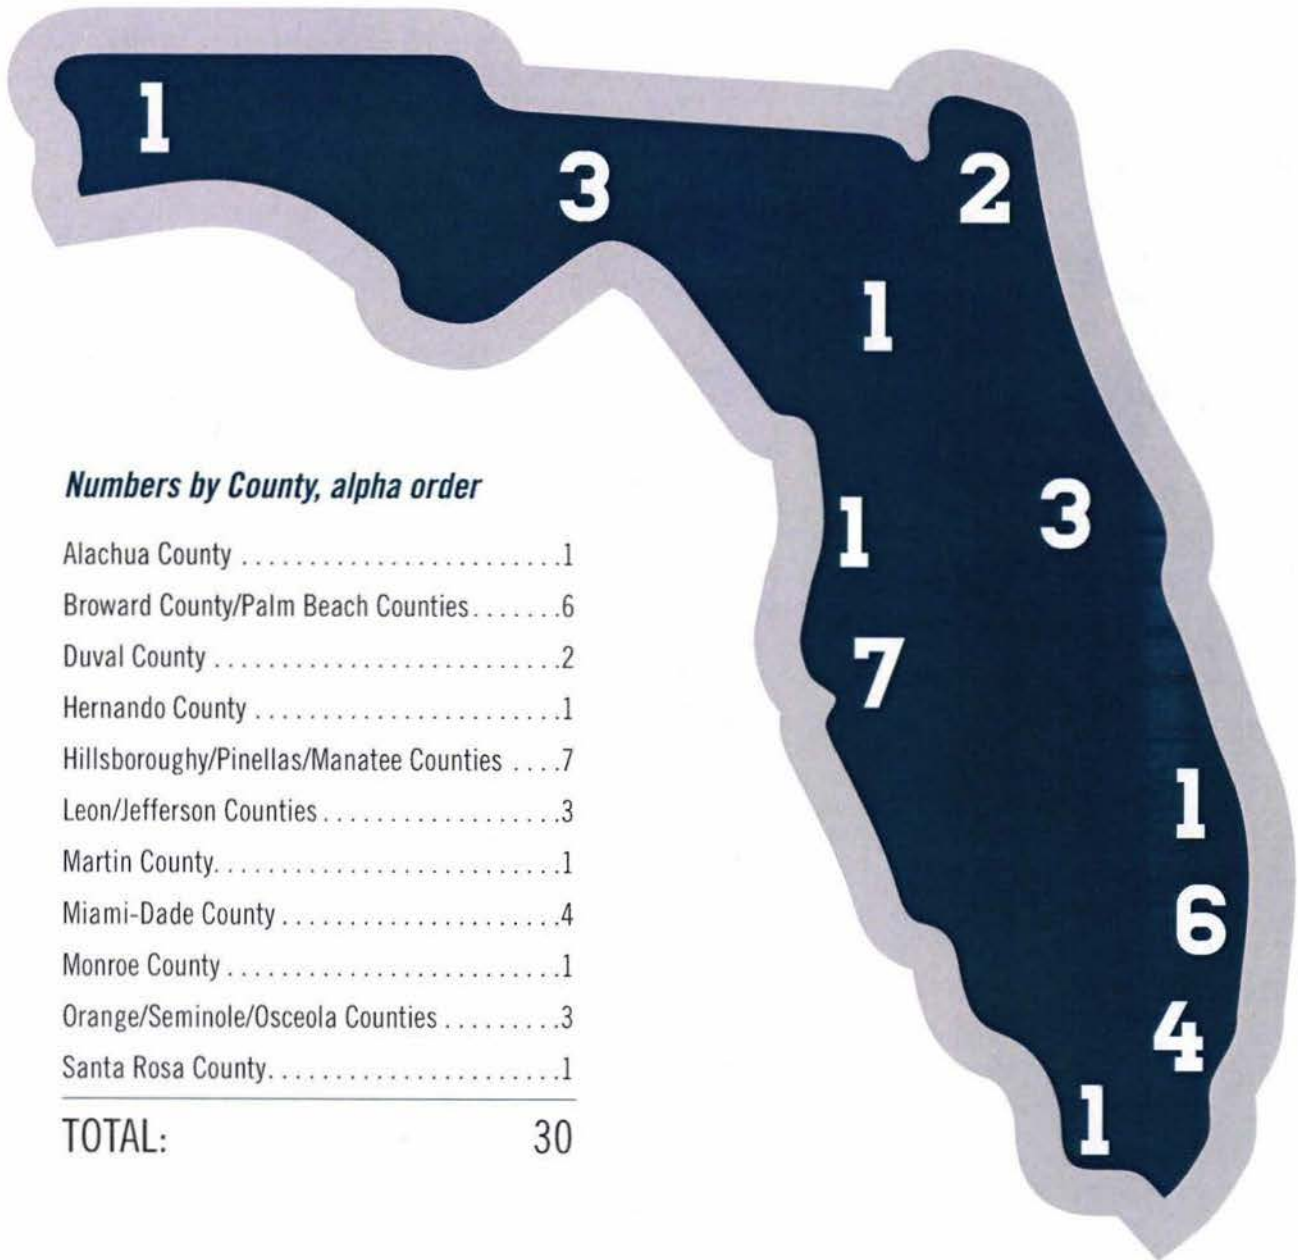 1
3
2
1
1
3
7
1
6
4
1
Numbers by County, alpha order
Alachua County ........................1
Broward County/Palm Beach Counties.......6
Duval County ..........................2
Hernando County .......................1
Hillsboroughy/Pinellas/Manatee Counties ....7
Leon/Jefferson Counties..................3
Martin County..........................1
Miami-Dade County .....................4
Monroe County .........................1
Orange/Seminole/Osceola Counties .........3
Santa Rosa County......................1
TOTAL: 30